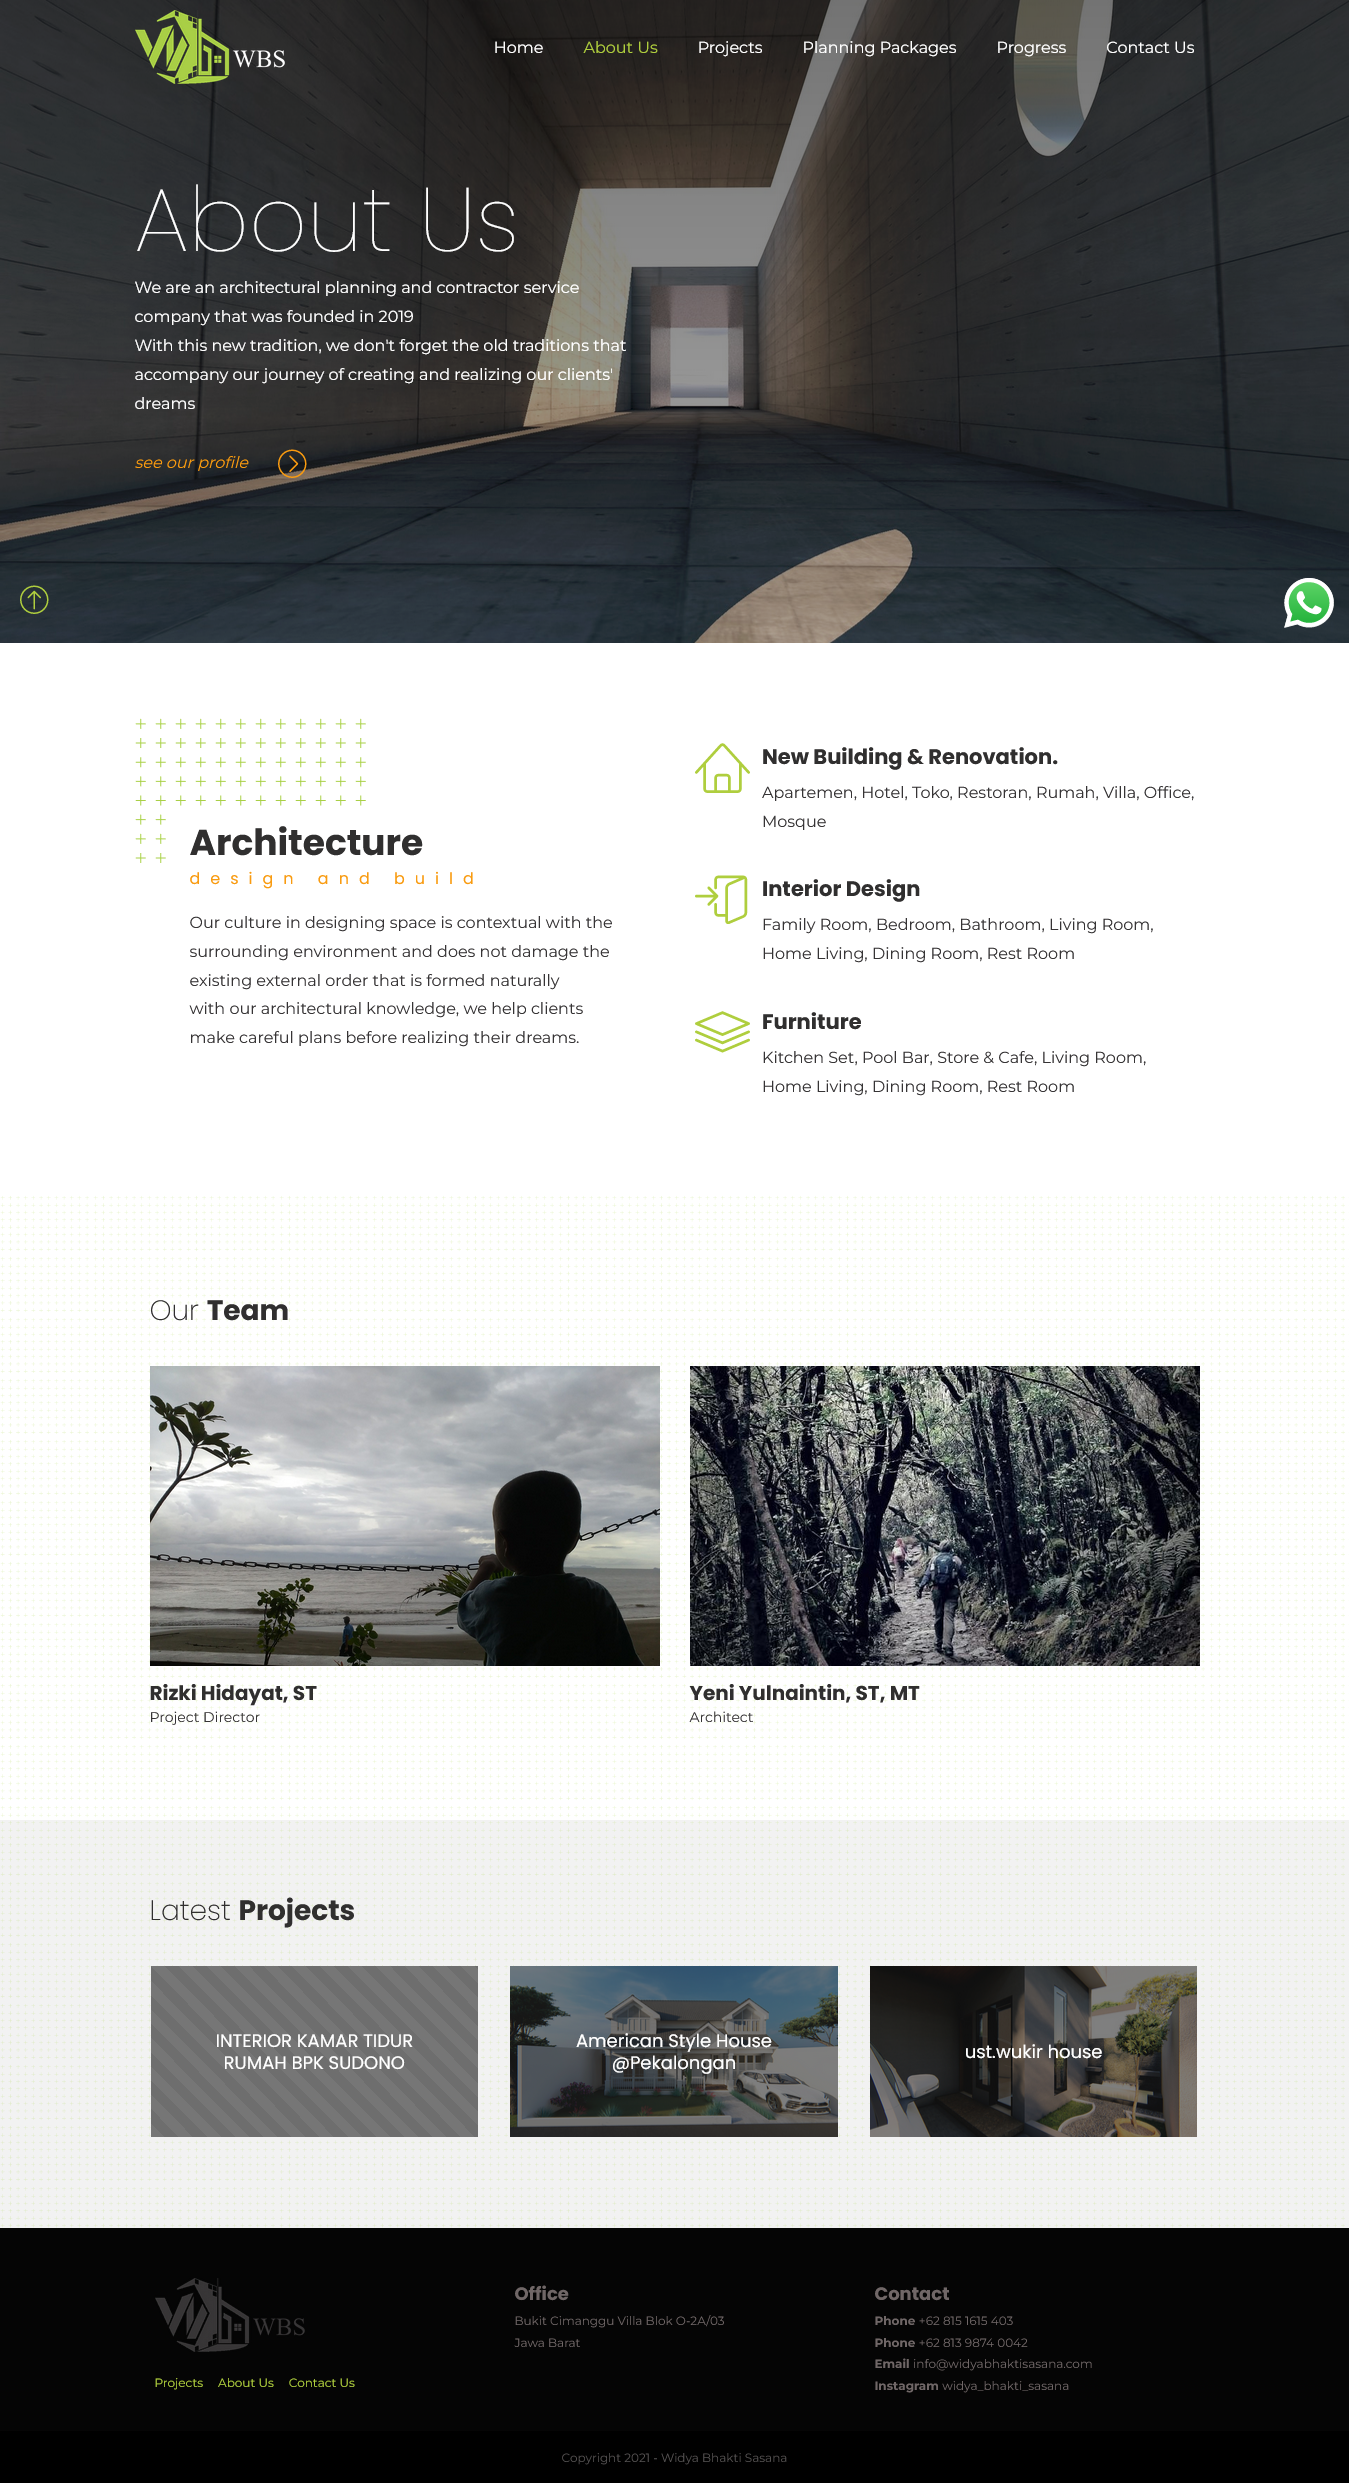 WBS
Home
About Us
Projects
Planning Packages
Progress
Contact Us
About Us
We are an architectural planning and contractor service
company that was founded in 2019
With this new tradition, we don't forget the old traditions that
accompany our journey of creating and realizing our clients'
dreams
see our profile
Architecture
design and build
Our culture in designing space is contextual with the
surrounding environment and does not damage the
existing external order that is formed naturally
with our architectural knowledge, we help clients
make careful plans before realizing their dreams.
New Building & Renovation.
Apartemen, Hotel, Toko, Restoran, Rumah, Villa, Office,
Mosque
Interior Design
Family Room, Bedroom, Bathroom, Living Room,
Home Living, Dining Room, Rest Room
Furniture
Kitchen Set, Pool Bar, Store & Cafe, Living Room,
Home Living, Dining Room, Rest Room
Our Team
Rizki Hidayat, ST
Project Director
Yeni Yulnaintin, ST, MT
Architect
Latest Projects
INTERIOR KAMAR TIDUR
RUMAH BPK SUDONO
American Style House
@Pekalongan
ust.wukir house
WBS
Projects
About Us
Contact Us
Office
Bukit Cimanggu Villa Blok O-2A/03
Jawa Barat
Contact
Phone +62 815 1615 403
Phone +62 813 9874 0042
Email info@widyabhaktisasana.com
Instagram widya_bhakti_sasana
Copyright 2021 - Widya Bhakti Sasana